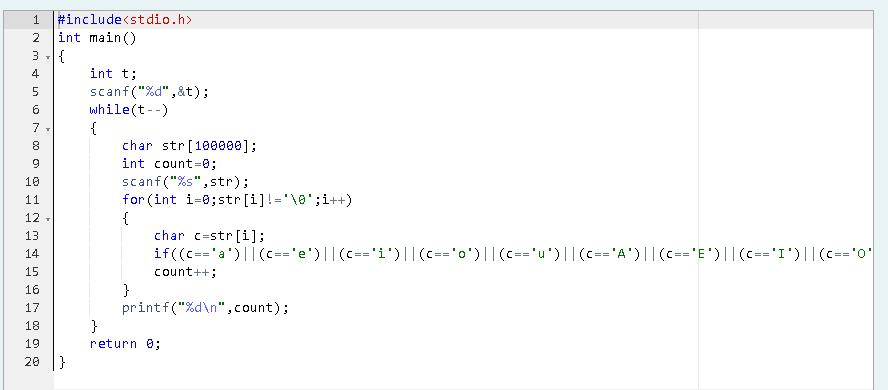 1 #include<stdio.h>
2 int main()
3 {
4 int t;
5 scanf("%d",&t);
6 while(t--)
7 {
8 char str[100000];
9 int count=0;
10 scanf("%s",str);
11 for(int i=0;str[i]!='\0';i++)
12 {
13 char c=str[i];
14 if((c=='a')||(c=='e')||(c=='i')||(c=='o')||(c=='u')||(c=='A')||(c=='E')||(c=='I')||(c=='O'
15 count++;
16 }
17 printf("%d\n",count);
18 }
19 return 0;
20 }